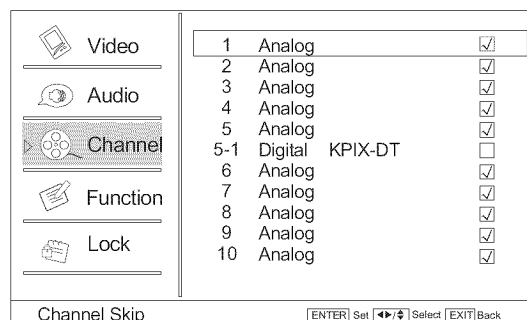 Video
Audio
Channel
Function
Lock
1 Analog
2 Analog
3 Analog
4 Analog
5 Analog
5-1 Digital KPIX-DT
6 Analog
7 Analog
8 Analog
9 Analog
10 Analog
Channel Skip
ENTER Set ◄►/▲▼ Select EXIT Back